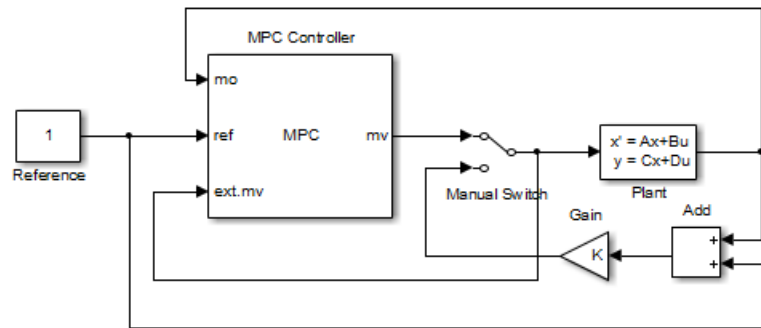 MPC Controller
mo
ref
MPC
mv
ext.mv
1
Reference
Manual Switch
x' = Ax+Bu
y = Cx+Du
Plant
Gain
K
Add
+
+